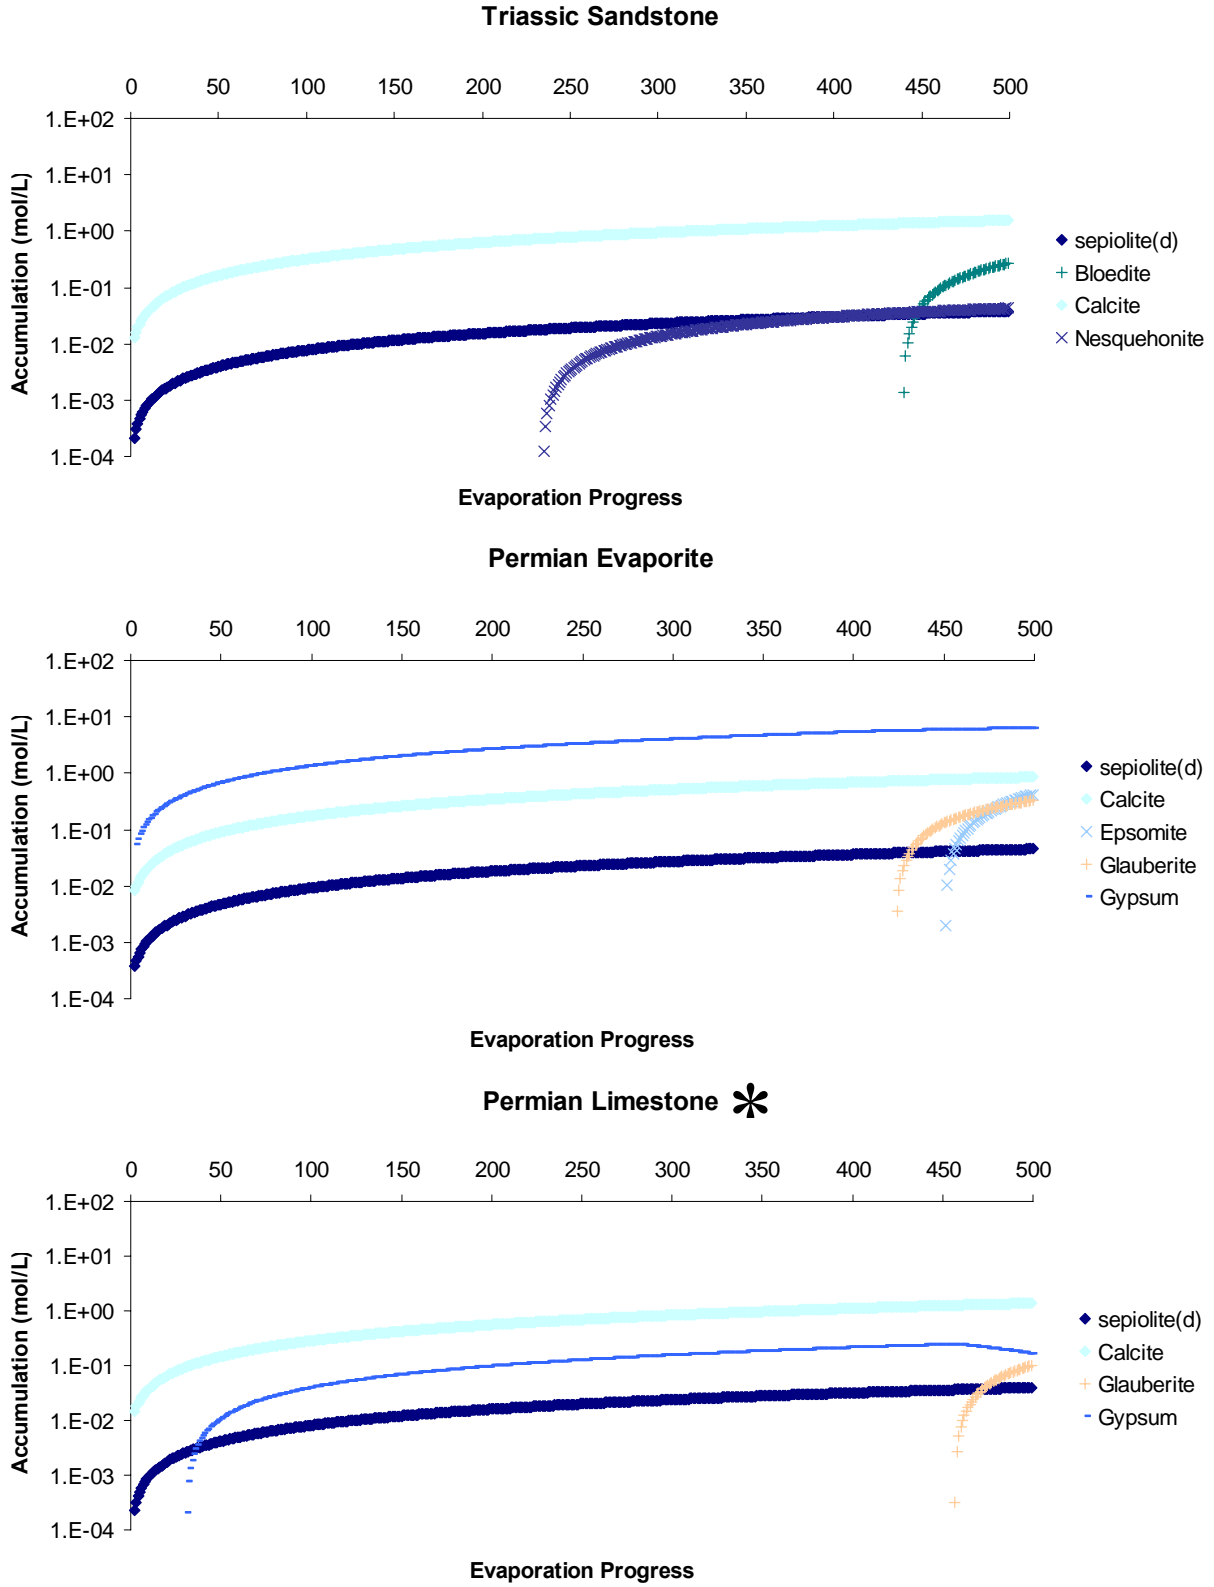 Triassic Sandstone
0 50 100 150 200 250 300 350 400 450 500
1.E+02
1.E+01
1.E+00
1.E-01
1.E-02
1.E-03
1.E-04
Accumulation (mol/L)
sepiolite(d)
Bloedite
Calcite
Nesquehonite
Evaporation Progress
Permian Evaporite
0 50 100 150 200 250 300 350 400 450 500
1.E+02
1.E+01
1.E+00
1.E-01
1.E-02
1.E-03
1.E-04
Accumulation (mol/L)
sepiolite(d)
Calcite
Epsomite
Glauberite
Gypsum
Evaporation Progress
Permian Limestone *
0 50 100 150 200 250 300 350 400 450 500
1.E+02
1.E+01
1.E+00
1.E-01
1.E-02
1.E-03
1.E-04
Accumulation (mol/L)
sepiolite(d)
Calcite
Glauberite
Gypsum
Evaporation Progress